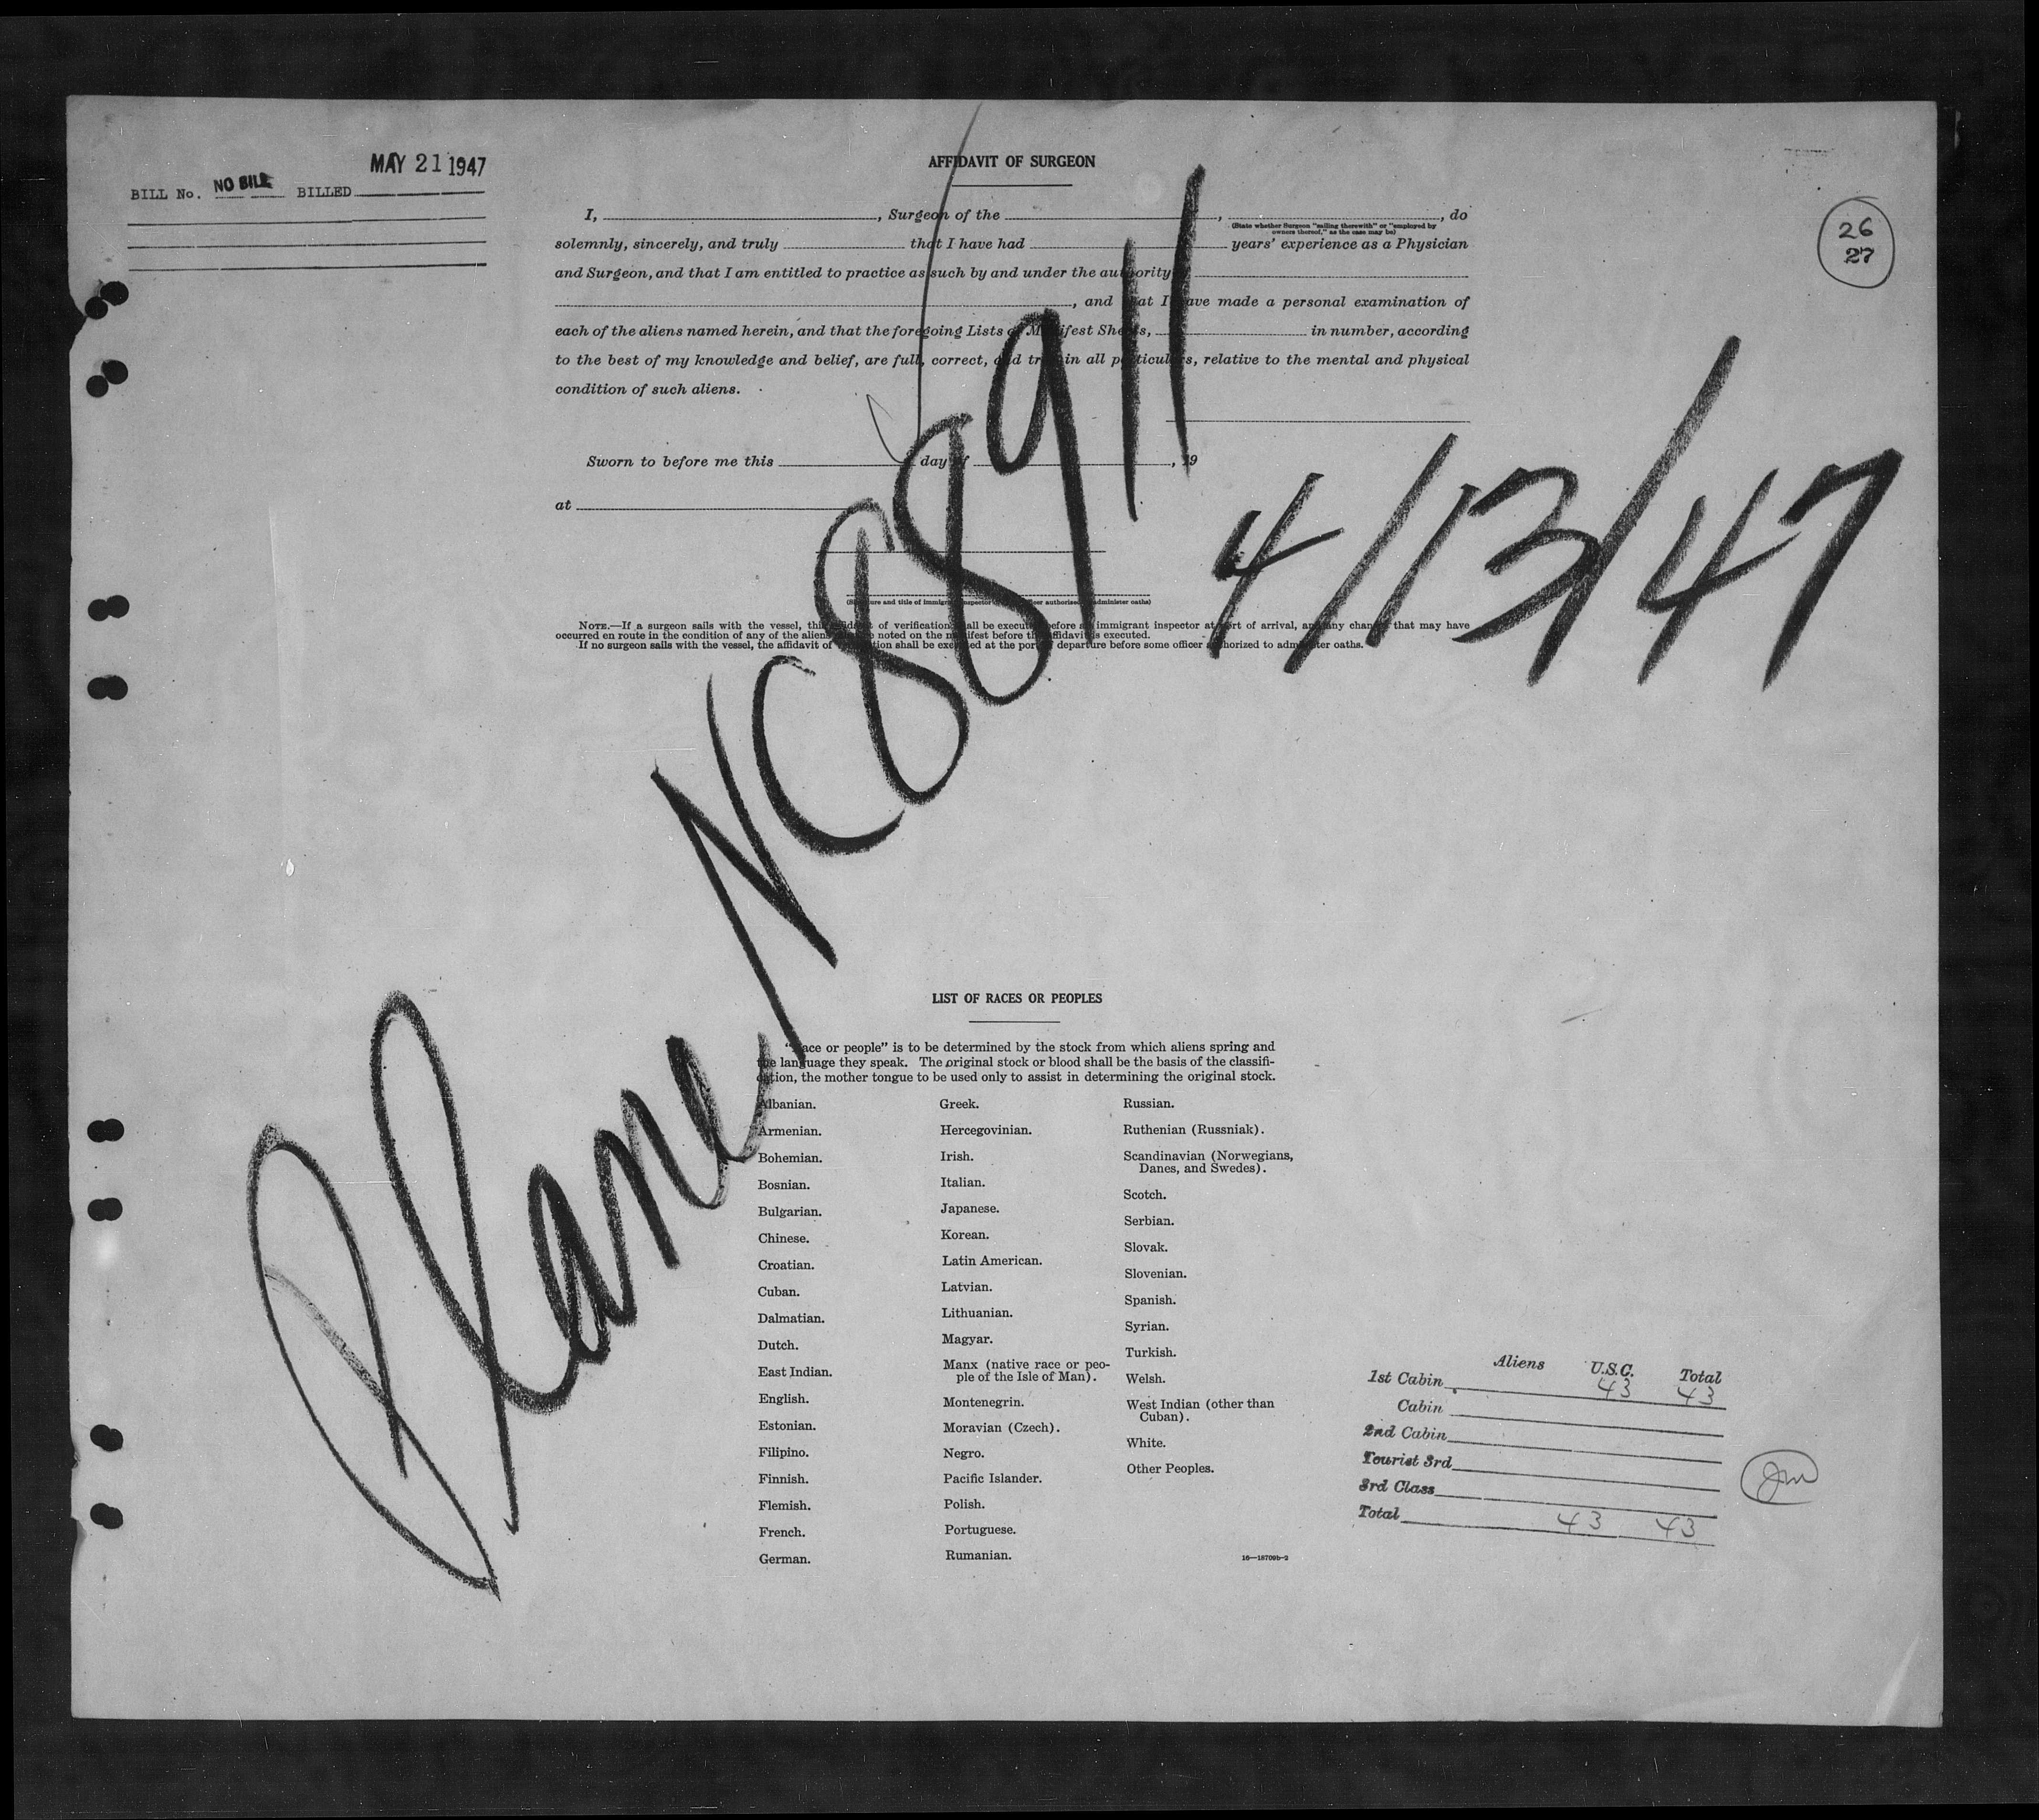 MAY 21 1947
BILL No. NO BILL BILLED
26
27
AFFIDAVIT OF SURGEON
I, , Surgeon of the , , do
(State whether Surgeon "sailing therewith" or "employed by
owners thereof," as the case may be)
solemnly, sincerely, and truly that I have had years' experience as a Physician
and Surgeon, and that I am entitled to practice as such by and under the authority
, and that I have made a personal examination of
each of the aliens named herein, and that the foregoing Lists or Manifest Sheets, in number, according
to the best of my knowledge and belief, are full, correct, and true in all particulars, relative to the mental and physical
condition of such aliens.
Sworn to before me this day of , 19
at
(Signature and title of immigrant inspector or officer authorized to administer oaths)
NOTE.—If a surgeon sails with the vessel, this affidavit of verification shall be executed before an immigrant inspector at port of arrival, and any changes that may have
occurred en route in the condition of any of the aliens shall be noted on the manifest before the affidavit is executed.
If no surgeon sails with the vessel, the affidavit of verification shall be executed at the port of departure before some officer authorized to administer oaths.
Plane NC88911
4/13/47
LIST OF RACES OR PEOPLES
"Race or people" is to be determined by the stock from which aliens spring and
the language they speak. The original stock or blood shall be the basis of the classifi-
cation, the mother tongue to be used only to assist in determining the original stock.
Albanian.
Armenian.
Bohemian.
Bosnian.
Bulgarian.
Chinese.
Croatian.
Cuban.
Dalmatian.
Dutch.
East Indian.
English.
Estonian.
Filipino.
Finnish.
Flemish.
French.
German.
Greek.
Hercegovinian.
Irish.
Italian.
Japanese.
Korean.
Latin American.
Latvian.
Lithuanian.
Magyar.
Manx (native race or peo-
ple of the Isle of Man).
Montenegrin.
Moravian (Czech).
Negro.
Pacific Islander.
Polish.
Portuguese.
Rumanian.
Russian.
Ruthenian (Russniak).
Scandinavian (Norwegians,
Danes, and Swedes).
Scotch.
Serbian.
Slovak.
Slovenian.
Spanish.
Syrian.
Turkish.
Welsh.
West Indian (other than
Cuban).
White.
Other Peoples.
16—18709b-2
Aliens U.S.C. Total
1st Cabin 43 43
Cabin
2nd Cabin
Tourist 3rd
3rd Class
Total 43 43